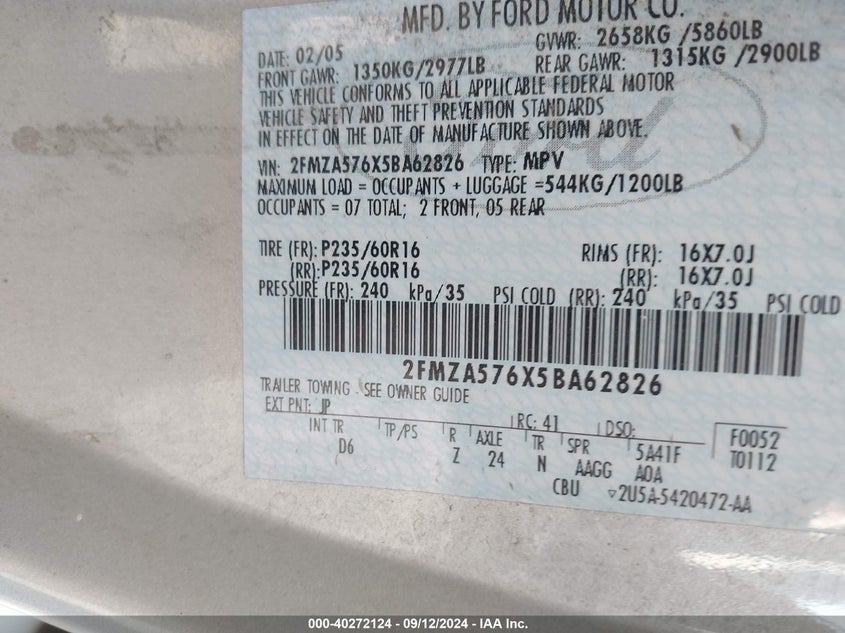 MFD. BY FORD MOTOR CO.
DATE: 02/05 GVWR: 2658KG /5860LB
FRONT GAWR: 1350KG/2977LB REAR GAWR: 1315KG /2900LB
THIS VEHICLE CONFORMS TO ALL APPLICABLE FEDERAL MOTOR
VEHICLE SAFETY AND THEFT PREVENTION STANDARDS
IN EFFECT ON THE DATE OF MANUFACTURE SHOWN ABOVE.
Ford
VIN: 2FMZA576X5BA62826 TYPE: MPV
MAXIMUM LOAD = OCCUPANTS + LUGGAGE =544KG/1200LB
OCCUPANTS = 07 TOTAL; 2 FRONT, 05 REAR
TIRE (FR): P235/60R16 RIMS (FR): 16X7.0J
(RR): P235/60R16 (RR): 16X7.0J
PRESSURE (FR): 240 kPa/35 PSI COLD (RR): 240 kPa/35 PSI COLD
2FMZA576X5BA62826
TRAILER TOWING - SEE OWNER GUIDE
EXT PNT: JP RC: 41 DSO:
INT TR TP/PS R AXLE TR SPR 5A41F F0052
D6 Z 24 N AAGG A0A T0112
CBU ▽2U5A-5420472-AA
000-40272124 - 09/12/2024 - IAA Inc.